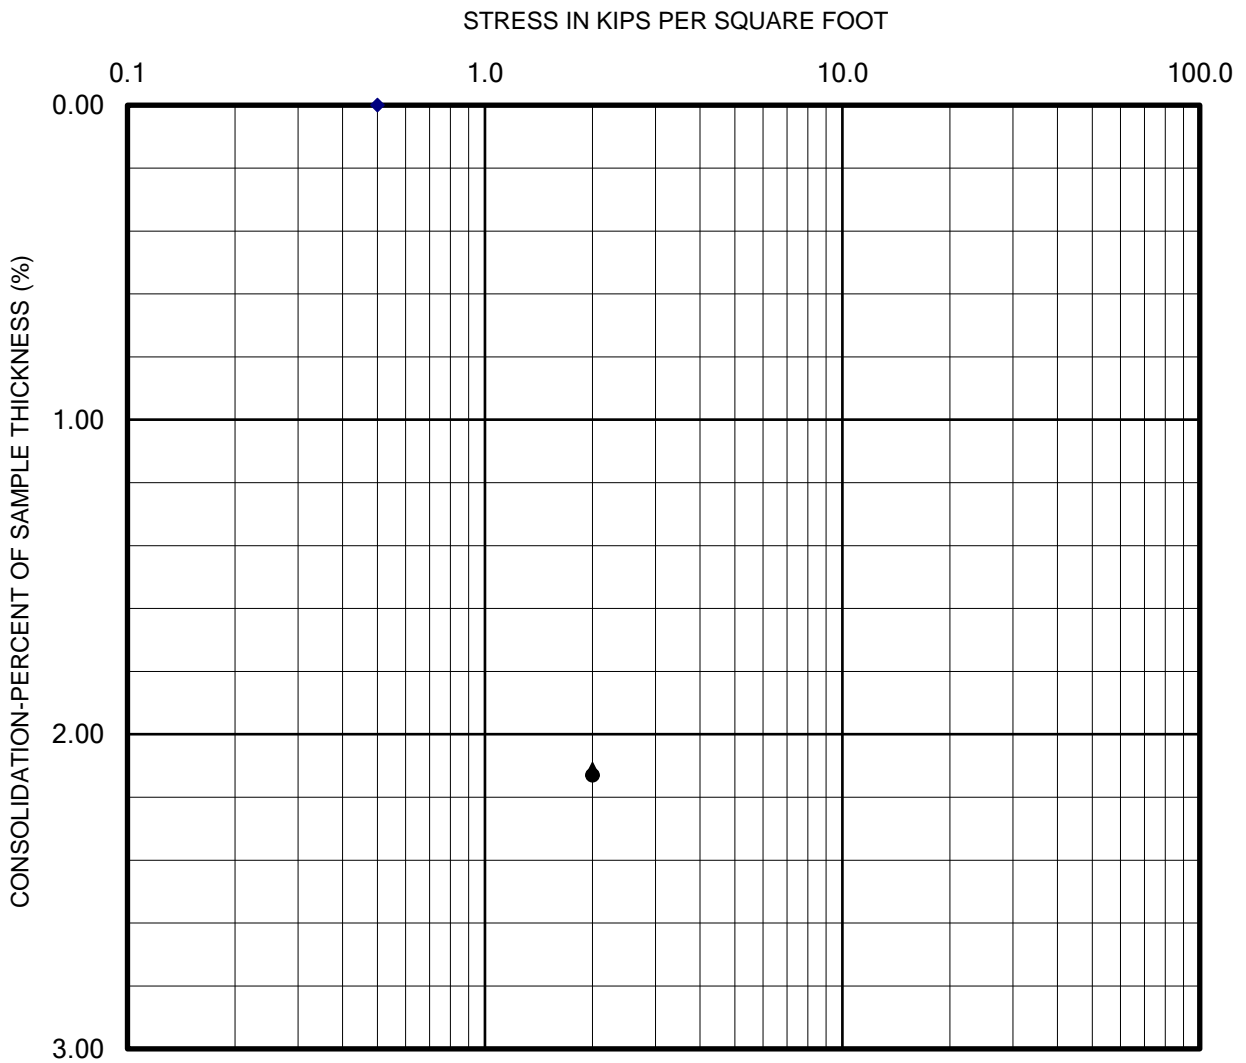 STRESS IN KIPS PER SQUARE FOOT
0.1 1.0 10.0 100.0
0.00
1.00
2.00
3.00
CONSOLIDATION-PERCENT OF SAMPLE THICKNESS (%)